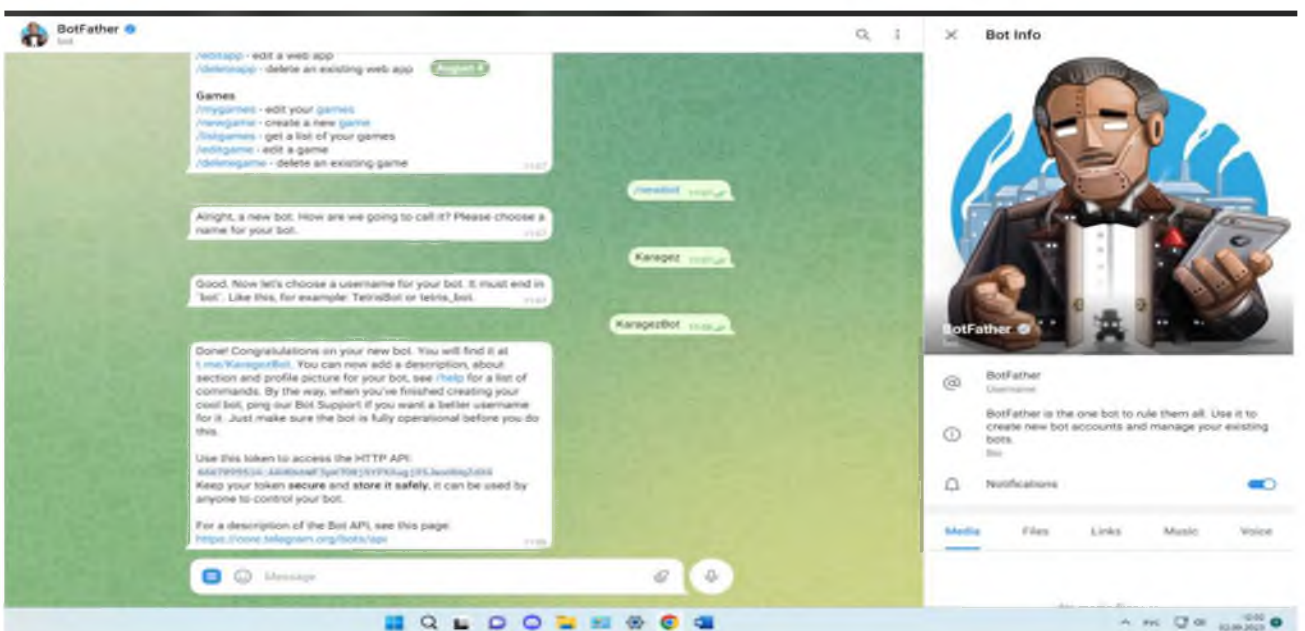 BotFather
bot
/editapp - edit a web app
/deleteapp - delete an existing web app
August 4
Games
/mygames - edit your games
/newgame - create a new game
/listgames - get a list of your games
/editgame - edit a game
/deletegame - delete an existing game
/newbot
Alright, a new bot. How are we going to call it? Please choose a
name for your bot.
Karagez
Good. Now let's choose a username for your bot. It must end in
`bot`. Like this, for example: TetrisBot or tetris_bot.
KaragezBot
Done! Congratulations on your new bot. You will find it at
t.me/KaragezBot. You can now add a description, about
section and profile picture for your bot, see /help for a list of
commands. By the way, when you've finished creating your
cool bot, ping our Bot Support if you want a better username
for it. Just make sure the bot is fully operational before you do
this.
Use this token to access the HTTP API:
Keep your token secure and store it safely, it can be used by
anyone to control your bot.
For a description of the Bot API, see this page:
https://core.telegram.org/bots/api
Message
Bot Info
BotFather
bot
BotFather
Username
BotFather is the one bot to rule them all. Use it to
create new bot accounts and manage your existing
bots.
Bio
Notifications
Media Files Links Music Voice
РУС